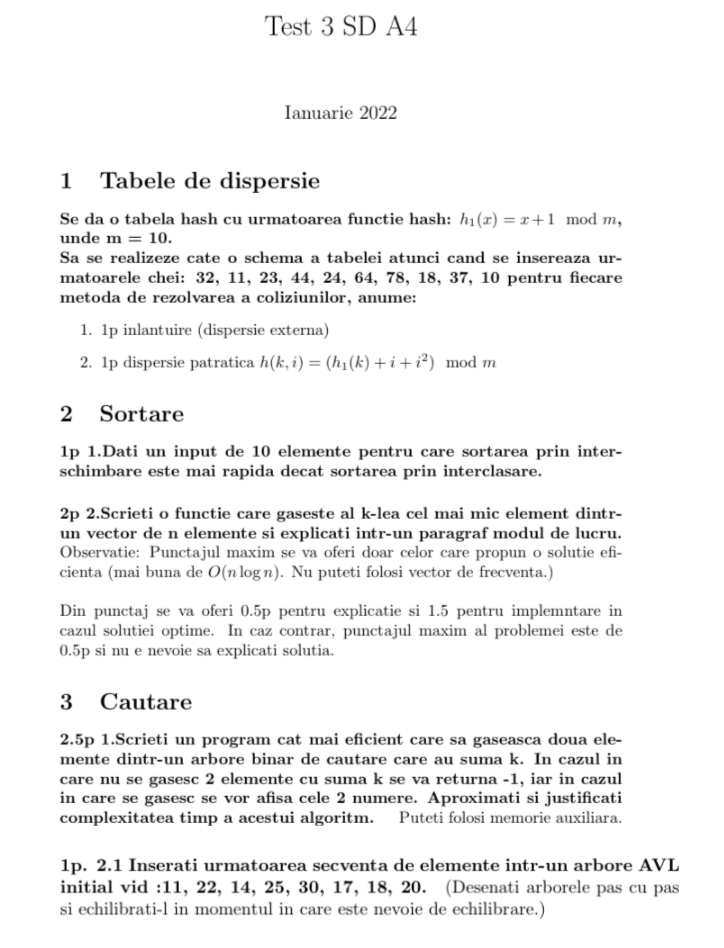 Test 3 SD A4
Ianuarie 2022
1 Tabele de dispersie
Se da o tabela hash cu urmatoarea functie hash: h₁(x) = x + 1 mod m,
unde m = 10.
Sa se realizeze cate o schema a tabelei atunci cand se insereaza ur-
matoarele chei: 32, 11, 23, 44, 24, 64, 78, 18, 37, 10 pentru fiecare
metoda de rezolvarea a coliziunilor, anume:
1. 1p inlantuire (dispersie externa)
2. 1p dispersie patratica h(k, i) = (h₁(k) + i + i²) mod m
2 Sortare
1p 1.Dati un input de 10 elemente pentru care sortarea prin inter-
schimbare este mai rapida decat sortarea prin interclasare.
2p 2.Scrieti o functie care gaseste al k-lea cel mai mic element dintr-
un vector de n elemente si explicati intr-un paragraf modul de lucru.
Observatie: Punctajul maxim se va oferi doar celor care propun o solutie efi-
cienta (mai buna de O(n log n). Nu puteti folosi vector de frecventa.)
Din punctaj se va oferi 0.5p pentru explicatie si 1.5 pentru implemntare in
cazul solutiei optime. In caz contrar, punctajul maxim al problemei este de
0.5p si nu e nevoie sa explicati solutia.
3 Cautare
2.5p 1.Scrieti un program cat mai eficient care sa gaseasca doua ele-
mente dintr-un arbore binar de cautare care au suma k. In cazul in
care nu se gasesc 2 elemente cu suma k se va returna -1, iar in cazul
in care se gasesc se vor afisa cele 2 numere. Aproximati si justificati
complexitatea timp a acestui algoritm. Puteti folosi memorie auxiliara.
1p. 2.1 Inserati urmatoarea secventa de elemente intr-un arbore AVL
initial vid :11, 22, 14, 25, 30, 17, 18, 20. (Desenati arborele pas cu pas
si echilibrati-l in momentul in care este nevoie de echilibrare.)